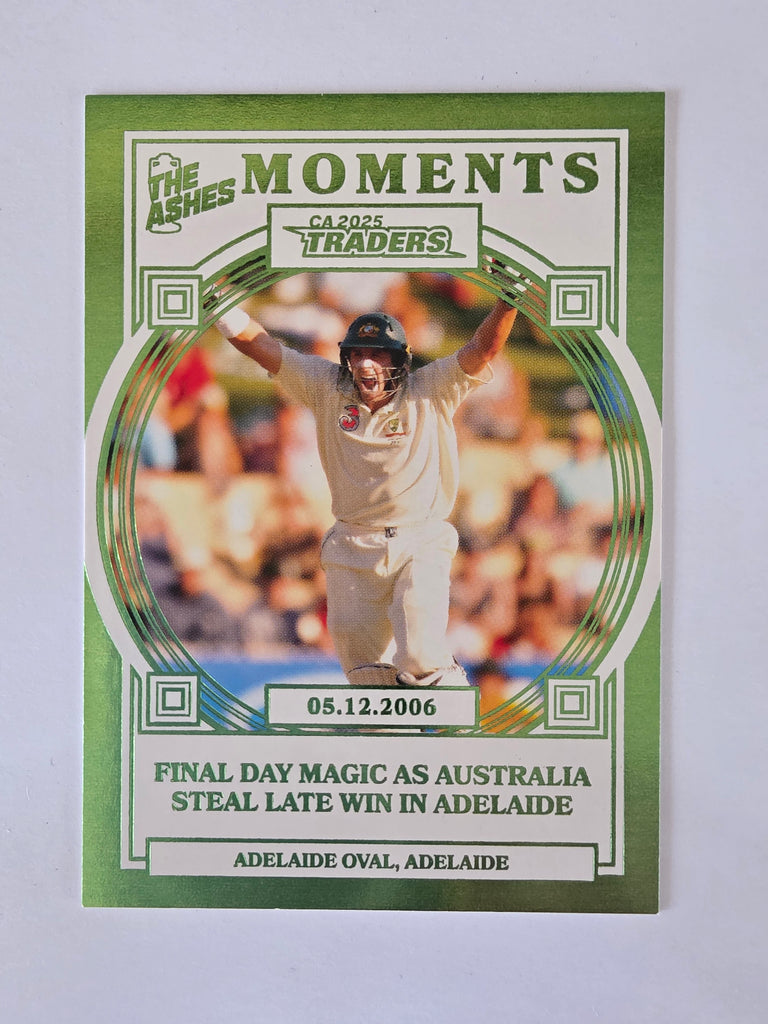 THE ASHES
MOMENTS
CA 2025
TRADERS
3
05.12.2006
FINAL DAY MAGIC AS AUSTRALIA
STEAL LATE WIN IN ADELAIDE
ADELAIDE OVAL, ADELAIDE